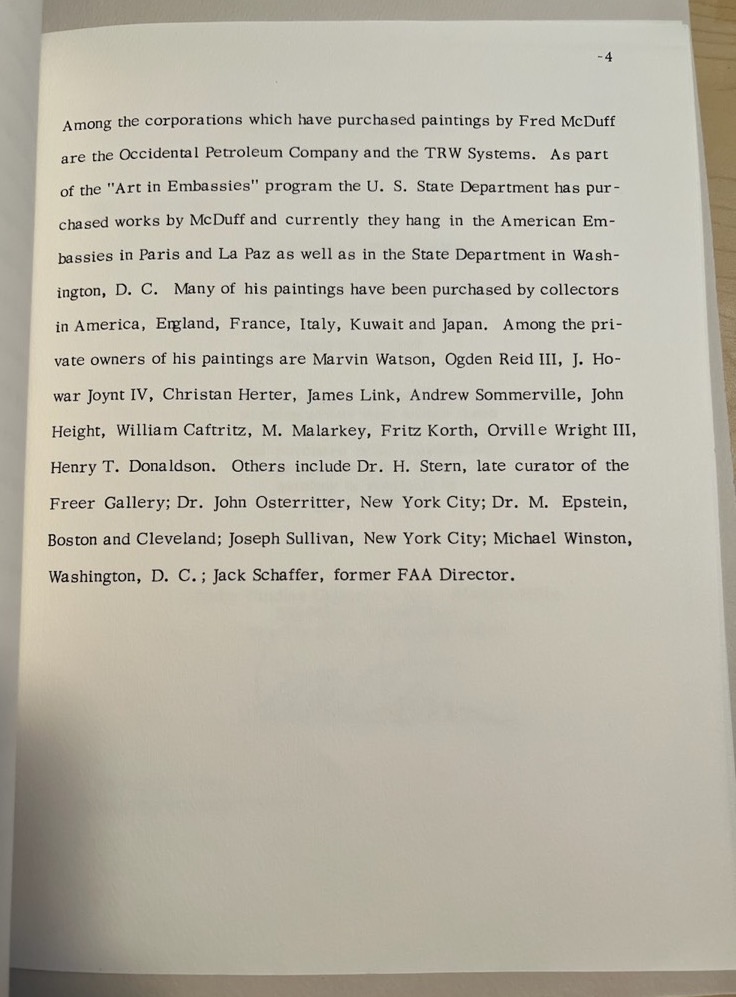 -4
Among the corporations which have purchased paintings by Fred McDuff
are the Occidental Petroleum Company and the TRW Systems. As part
of the "Art in Embassies" program the U. S. State Department has pur-
chased works by McDuff and currently they hang in the American Em-
bassies in Paris and La Paz as well as in the State Department in Wash-
ington, D. C. Many of his paintings have been purchased by collectors
in America, England, France, Italy, Kuwait and Japan. Among the pri-
vate owners of his paintings are Marvin Watson, Ogden Reid III, J. Ho-
war Joynt IV, Christan Herter, James Link, Andrew Sommerville, John
Height, William Caftritz, M. Malarkey, Fritz Korth, Orville Wright III,
Henry T. Donaldson. Others include Dr. H. Stern, late curator of the
Freer Gallery; Dr. John Osterritter, New York City; Dr. M. Epstein,
Boston and Cleveland; Joseph Sullivan, New York City; Michael Winston,
Washington, D. C. ; Jack Schaffer, former FAA Director.